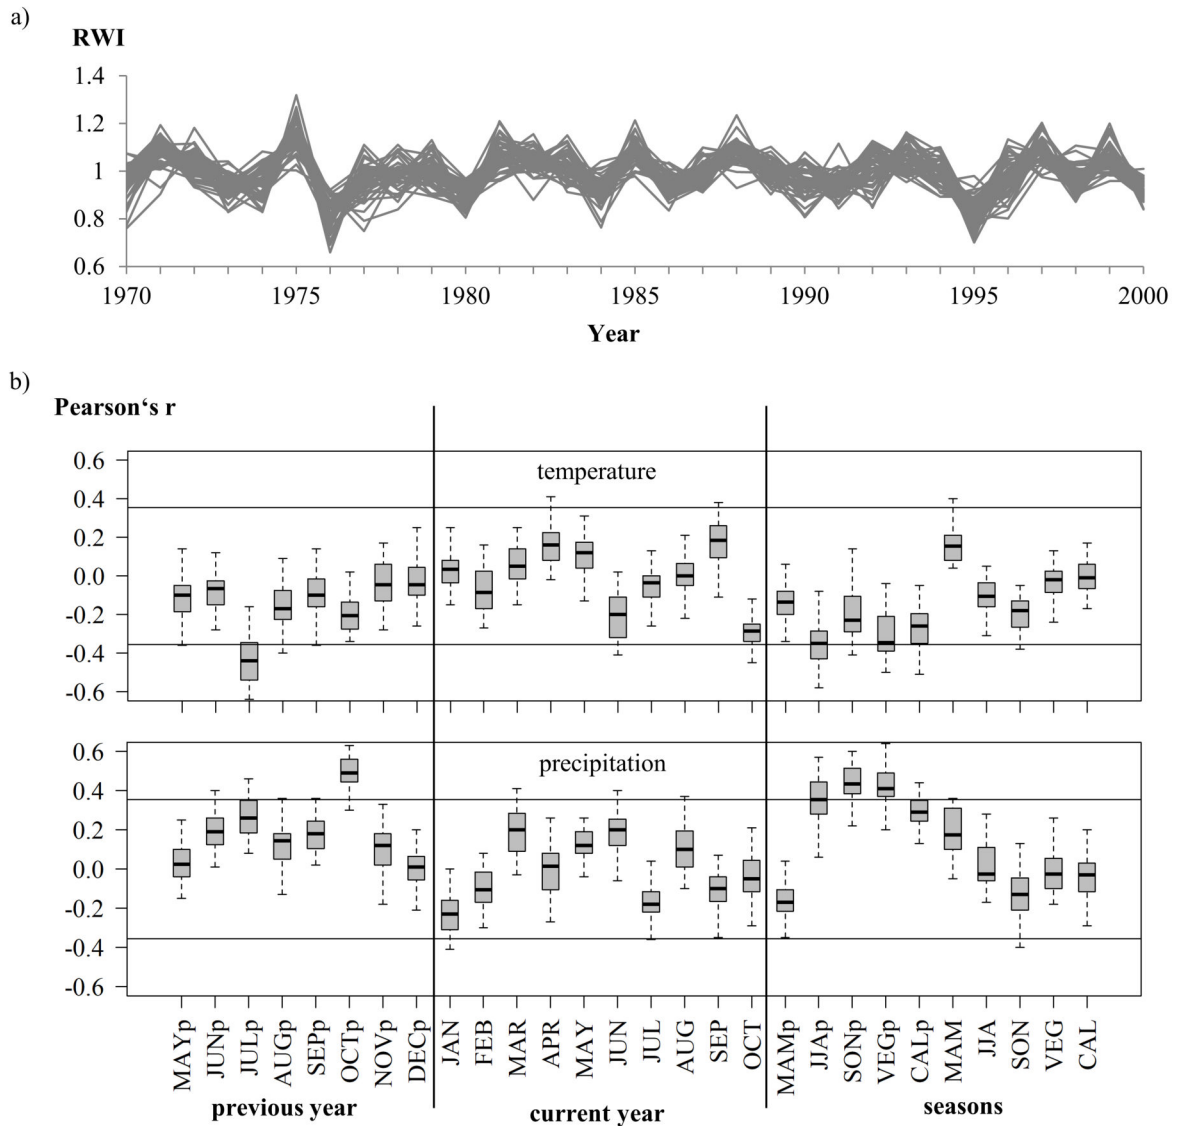 a)
RWI
1.4
1.2
1
0.8
0.6
1970 1975 1980 1985 1990 1995 2000
Year
b)
Pearson‘s r
temperature
0.6
0.4
0.2
0.0
-0.2
-0.4
-0.6
precipitation
0.6
0.4
0.2
0.0
-0.2
-0.4
-0.6
MAYp JUNp JULp AUGp SEPp OCTp NOVp DECp JAN FEB MAR APR MAY JUN JUL AUG SEP OCT MAMp JJAp SONp VEGp CALp MAM JJA SON VEG CAL
previous year current year seasons